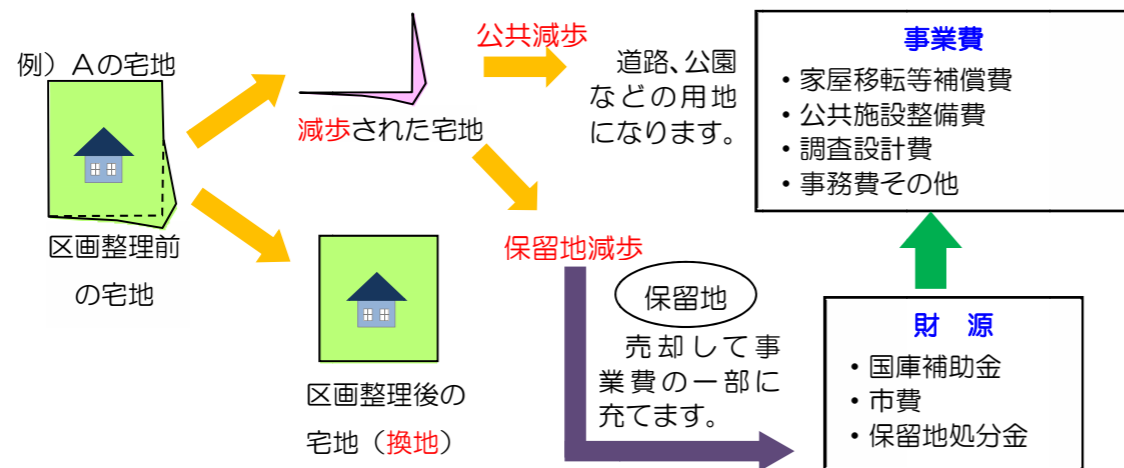 例）Ａの宅地
区画整理前
の宅地
減歩された宅地
公共減歩
道路、公園
などの用地
になります。
区画整理後の
宅地（換地）
保留地減歩
保留地
売却して事
業費の一部に
充てます。
事業費
・家屋移転等補償費
・公共施設整備費
・調査設計費
・事務費その他
財　源
・国庫補助金
・市費
・保留地処分金